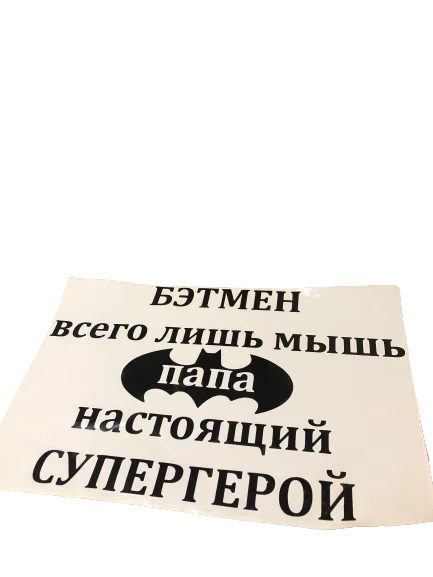 БЭТМЕН
всего лишь мышь
папа
настоящий
СУПЕРГЕРОЙ